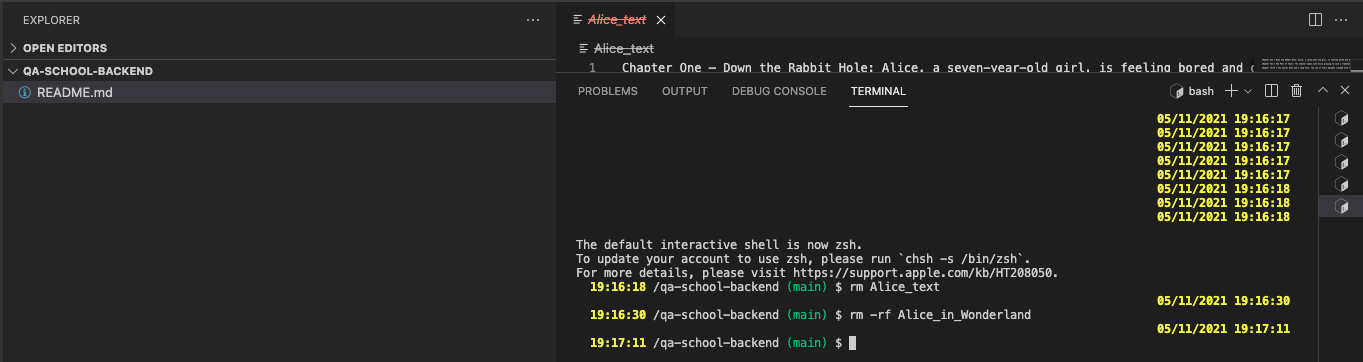 EXPLORER
OPEN EDITORS
QA-SCHOOL-BACKEND
README.md
Alice_text
Alice_text
1 Chapter One – Down the Rabbit Hole: Alice, a seven-year-old girl, is feeling bored and
PROBLEMS OUTPUT DEBUG CONSOLE TERMINAL bash
05/11/2021 19:16:17
05/11/2021 19:16:17
05/11/2021 19:16:17
05/11/2021 19:16:17
05/11/2021 19:16:17
05/11/2021 19:16:18
05/11/2021 19:16:18
05/11/2021 19:16:18
The default interactive shell is now zsh.
To update your account to use zsh, please run `chsh -s /bin/zsh`.
For more details, please visit https://support.apple.com/kb/HT208050.
19:16:18 /qa-school-backend (main) $ rm Alice_text
05/11/2021 19:16:30
19:16:30 /qa-school-backend (main) $ rm -rf Alice_in_Wonderland
05/11/2021 19:17:11
19:17:11 /qa-school-backend (main) $